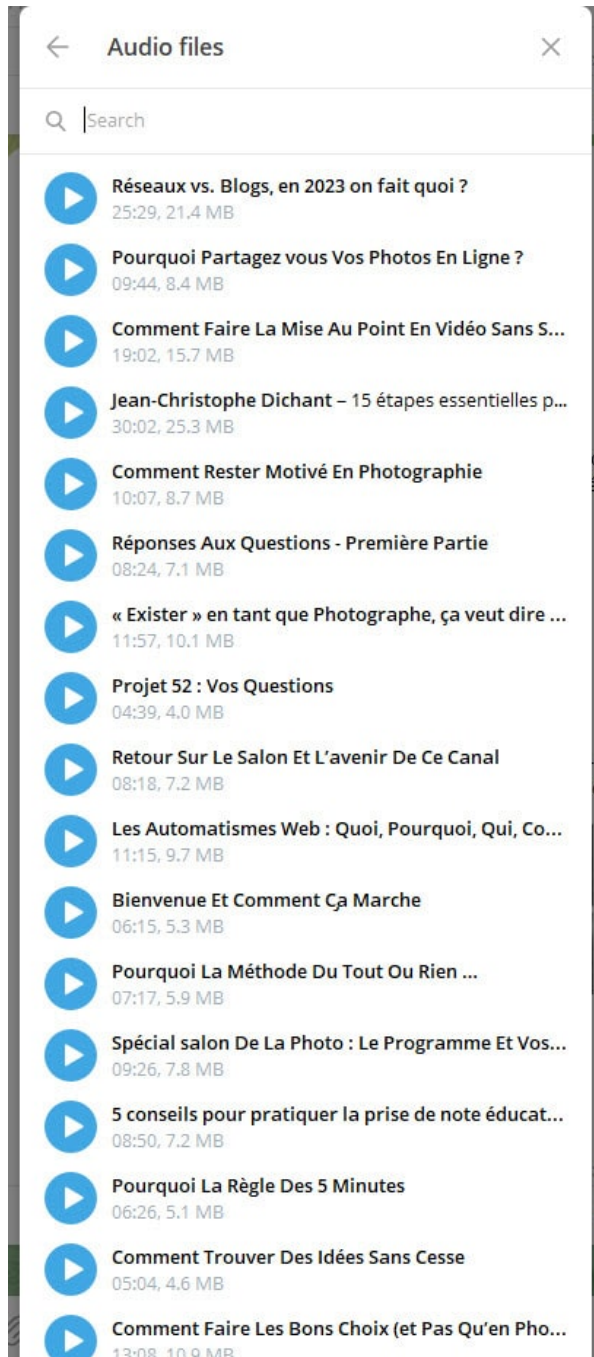 Audio files
Search
Réseaux vs. Blogs, en 2023 on fait quoi ?
25:29, 21.4 MB
Pourquoi Partagez vous Vos Photos En Ligne ?
09:44, 8.4 MB
Comment Faire La Mise Au Point En Vidéo Sans S...
19:02, 15.7 MB
Jean-Christophe Dichant – 15 étapes essentielles p...
30:02, 25.3 MB
Comment Rester Motivé En Photographie
10:07, 8.7 MB
Réponses Aux Questions - Première Partie
08:24, 7.1 MB
« Exister » en tant que Photographe, ça veut dire ...
11:57, 10.1 MB
Projet 52 : Vos Questions
04:39, 4.0 MB
Retour Sur Le Salon Et L’avenir De Ce Canal
08:18, 7.2 MB
Les Automatismes Web : Quoi, Pourquoi, Qui, Co...
11:15, 9.7 MB
Bienvenue Et Comment Ça Marche
06:15, 5.3 MB
Pourquoi La Méthode Du Tout Ou Rien ...
07:17, 5.9 MB
Spécial salon De La Photo : Le Programme Et Vos...
09:26, 7.8 MB
5 conseils pour pratiquer la prise de note éducat...
08:50, 7.2 MB
Pourquoi La Règle Des 5 Minutes
06:26, 5.1 MB
Comment Trouver Des Idées Sans Cesse
05:04, 4.6 MB
Comment Faire Les Bons Choix (et Pas Qu’en Pho...
13:08, 10.9 MB